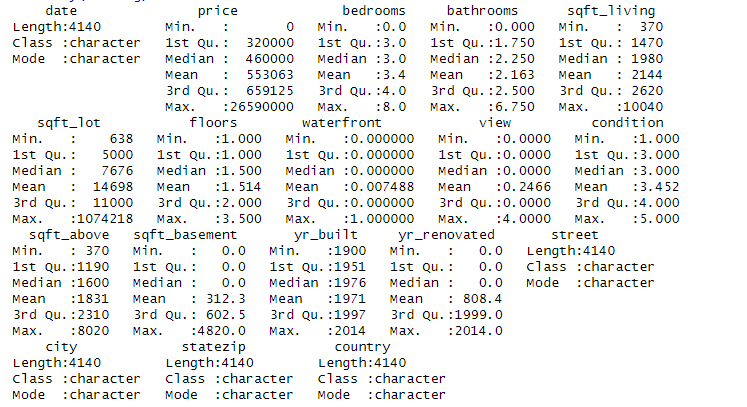 date price bedrooms bathrooms sqft_living
Length:4140 Min. : 0 Min. :0.0 Min. :0.000 Min. : 370
Class :character 1st Qu.: 320000 1st Qu.:3.0 1st Qu.:1.750 1st Qu.: 1470
Mode :character Median : 460000 Median :3.0 Median :2.250 Median : 1980
Mean : 553063 Mean :3.4 Mean :2.163 Mean : 2144
3rd Qu.: 659125 3rd Qu.:4.0 3rd Qu.:2.500 3rd Qu.: 2620
Max. :26590000 Max. :8.0 Max. :6.750 Max. :10040
sqft_lot floors waterfront view condition
Min. : 638 Min. :1.000 Min. :0.000000 Min. :0.0000 Min. :1.000
1st Qu.: 5000 1st Qu.:1.000 1st Qu.:0.000000 1st Qu.:0.0000 1st Qu.:3.000
Median : 7676 Median :1.500 Median :0.000000 Median :0.0000 Median :3.000
Mean : 14698 Mean :1.514 Mean :0.007488 Mean :0.2466 Mean :3.452
3rd Qu.: 11000 3rd Qu.:2.000 3rd Qu.:0.000000 3rd Qu.:0.0000 3rd Qu.:4.000
Max. :1074218 Max. :3.500 Max. :1.000000 Max. :4.0000 Max. :5.000
sqft_above sqft_basement yr_built yr_renovated street
Min. : 370 Min. : 0.0 Min. :1900 Min. : 0.0 Length:4140
1st Qu.:1190 1st Qu.: 0.0 1st Qu.:1951 1st Qu.: 0.0 Class :character
Median :1600 Median : 0.0 Median :1976 Median : 0.0 Mode :character
Mean :1831 Mean : 312.3 Mean :1971 Mean : 808.4
3rd Qu.:2310 3rd Qu.: 602.5 3rd Qu.:1997 3rd Qu.:1999.0
Max. :8020 Max. :4820.0 Max. :2014 Max. :2014.0
city statezip country
Length:4140 Length:4140 Length:4140
Class :character Class :character Class :character
Mode :character Mode :character Mode :character